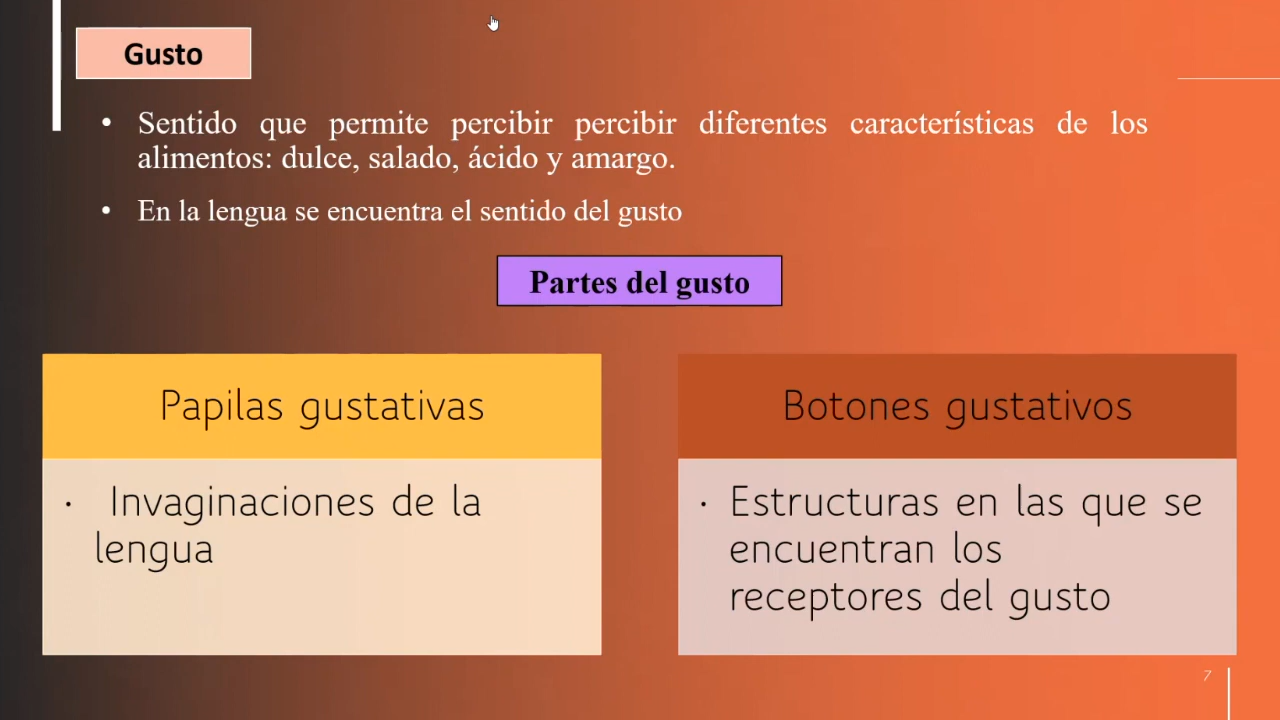 Gusto
• Sentido que permite percibir percibir diferentes características de los
alimentos: dulce, salado, ácido y amargo.
• En la lengua se encuentra el sentido del gusto
Partes del gusto
Papilas gustativas
• Invaginaciones de la
lengua
Botones gustativos
• Estructuras en las que se
encuentran los
receptores del gusto
7